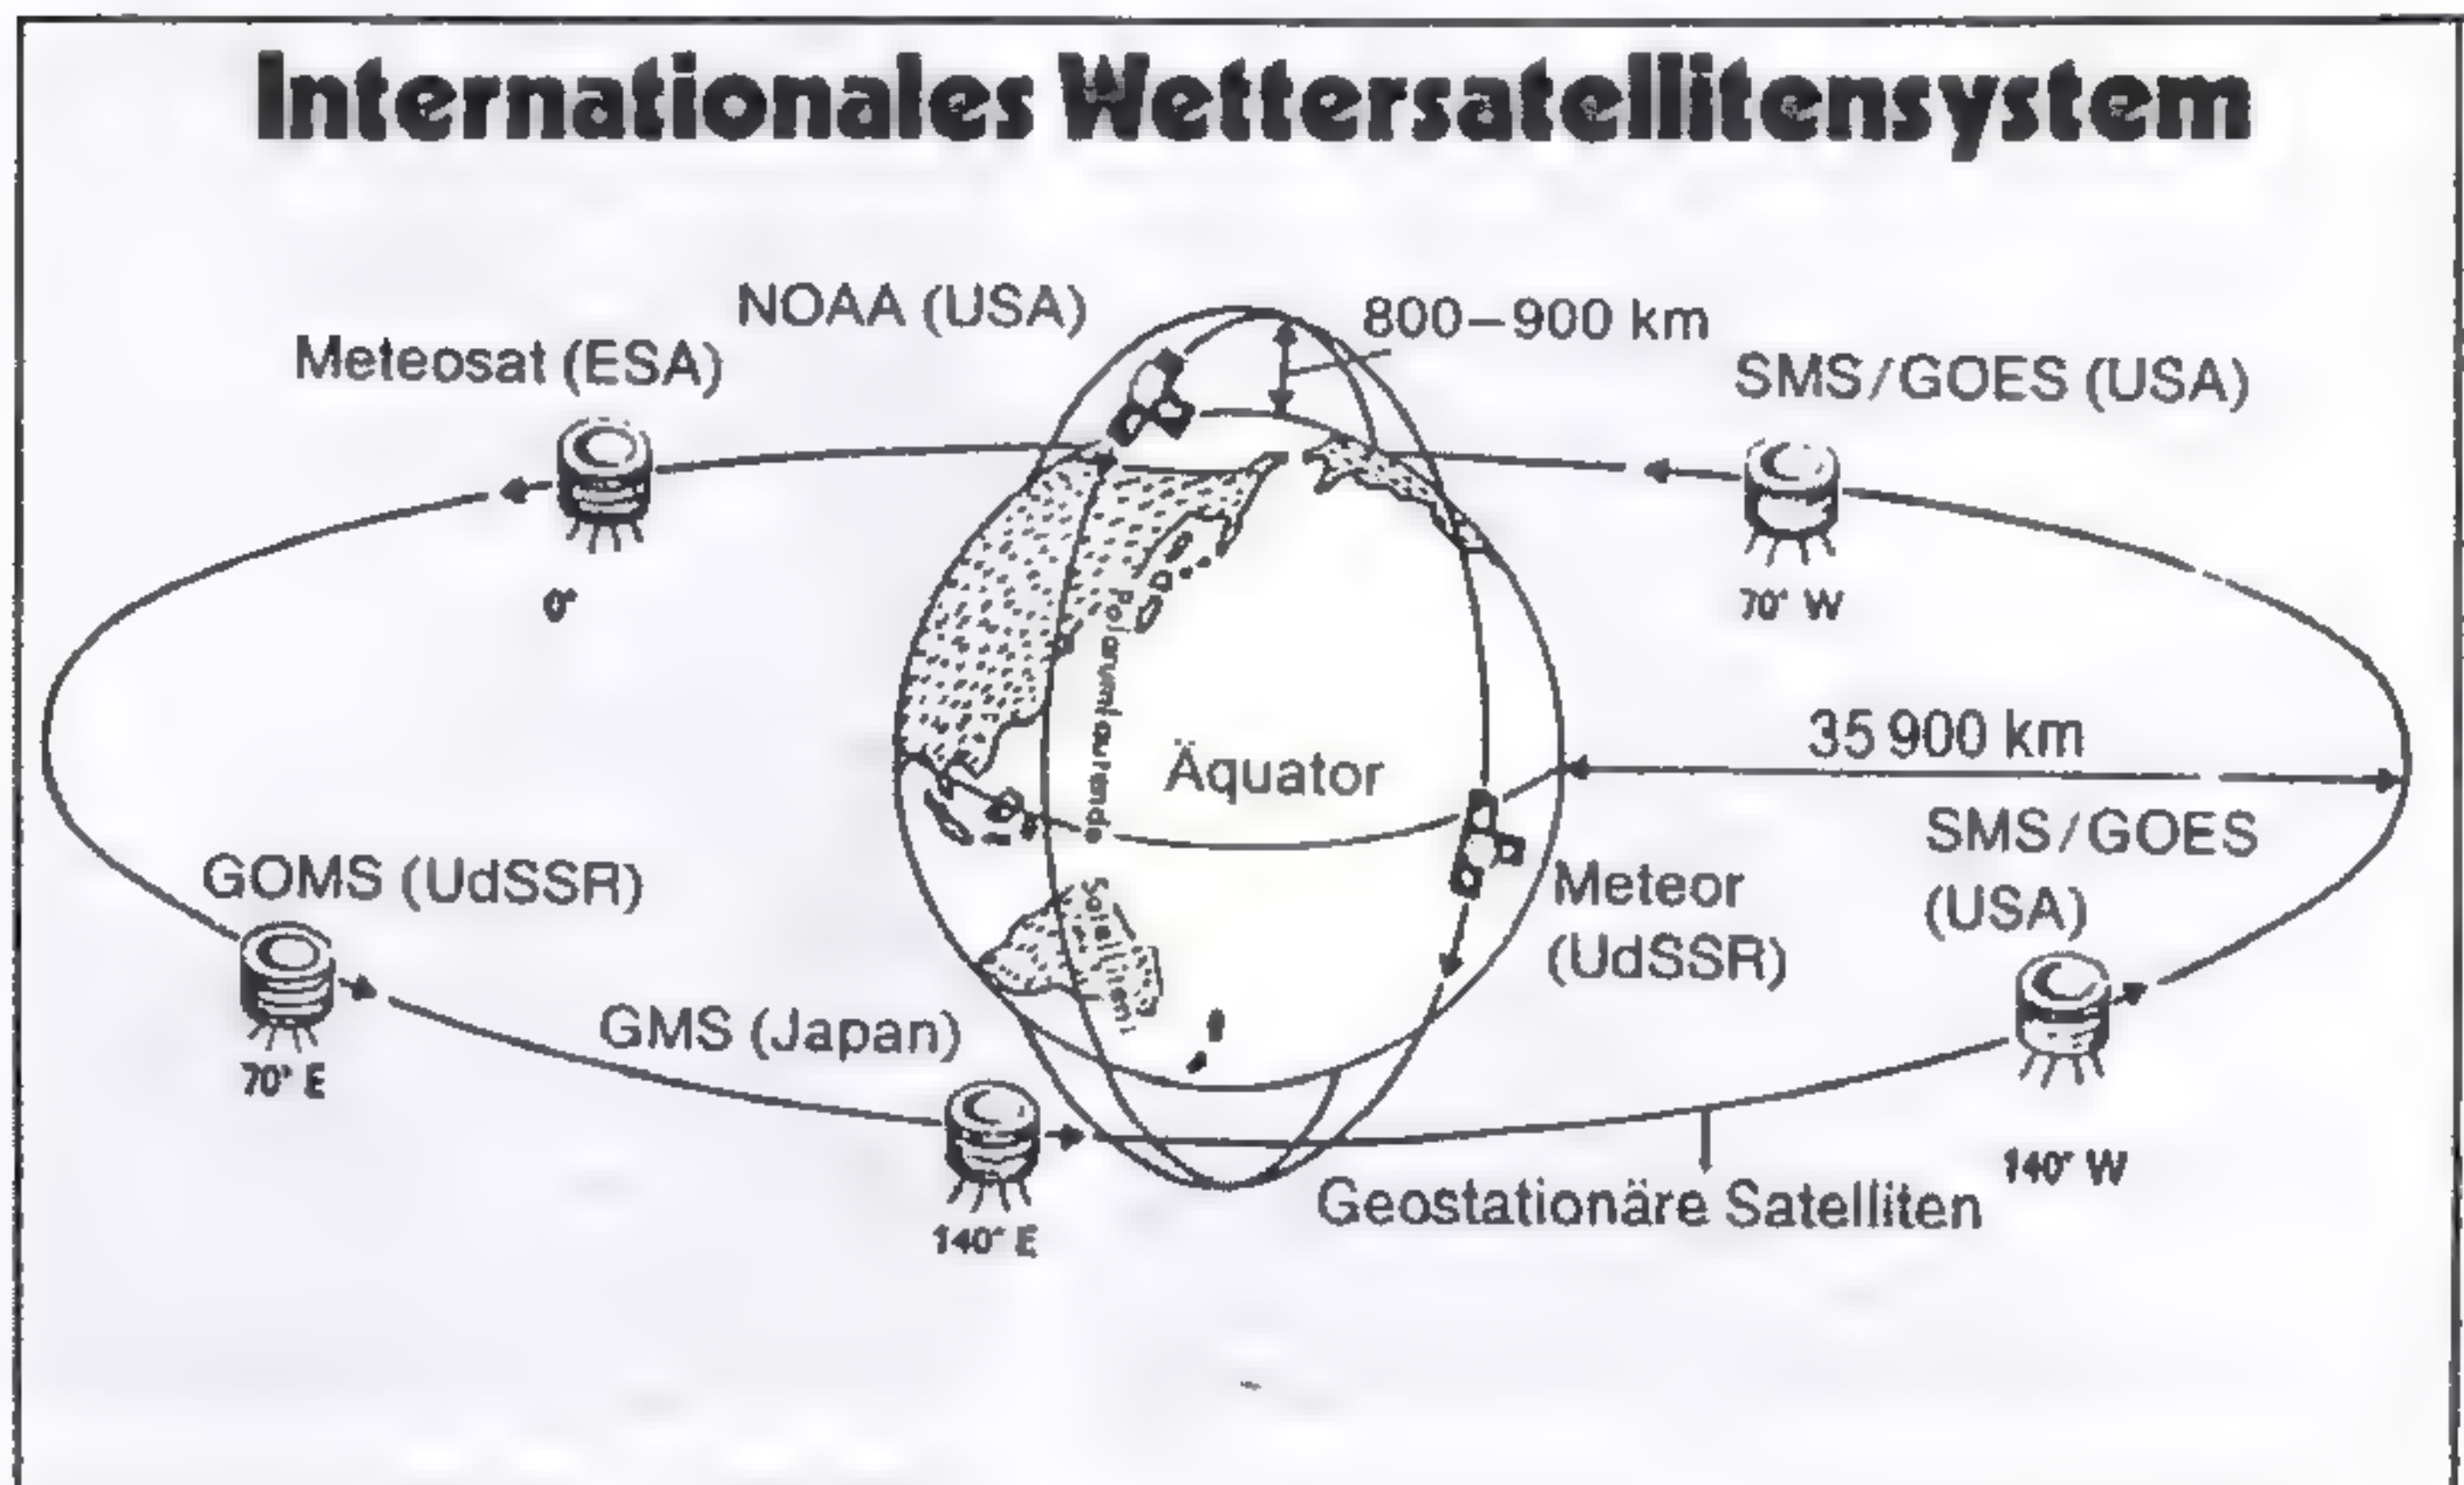 Internationales Wettersatellitensystem
NOAA (USA)
800–900 km
Meteosat (ESA)
SMS/GOES (USA)
0°
70° W
Polarumlaufende
Äquator
35 900 km
SMS/GOES
(USA)
GOMS (UdSSR)
Meteor
(UdSSR)
Satelliten
70° E
GMS (Japan)
140° E
140° W
Geostationäre Satelliten